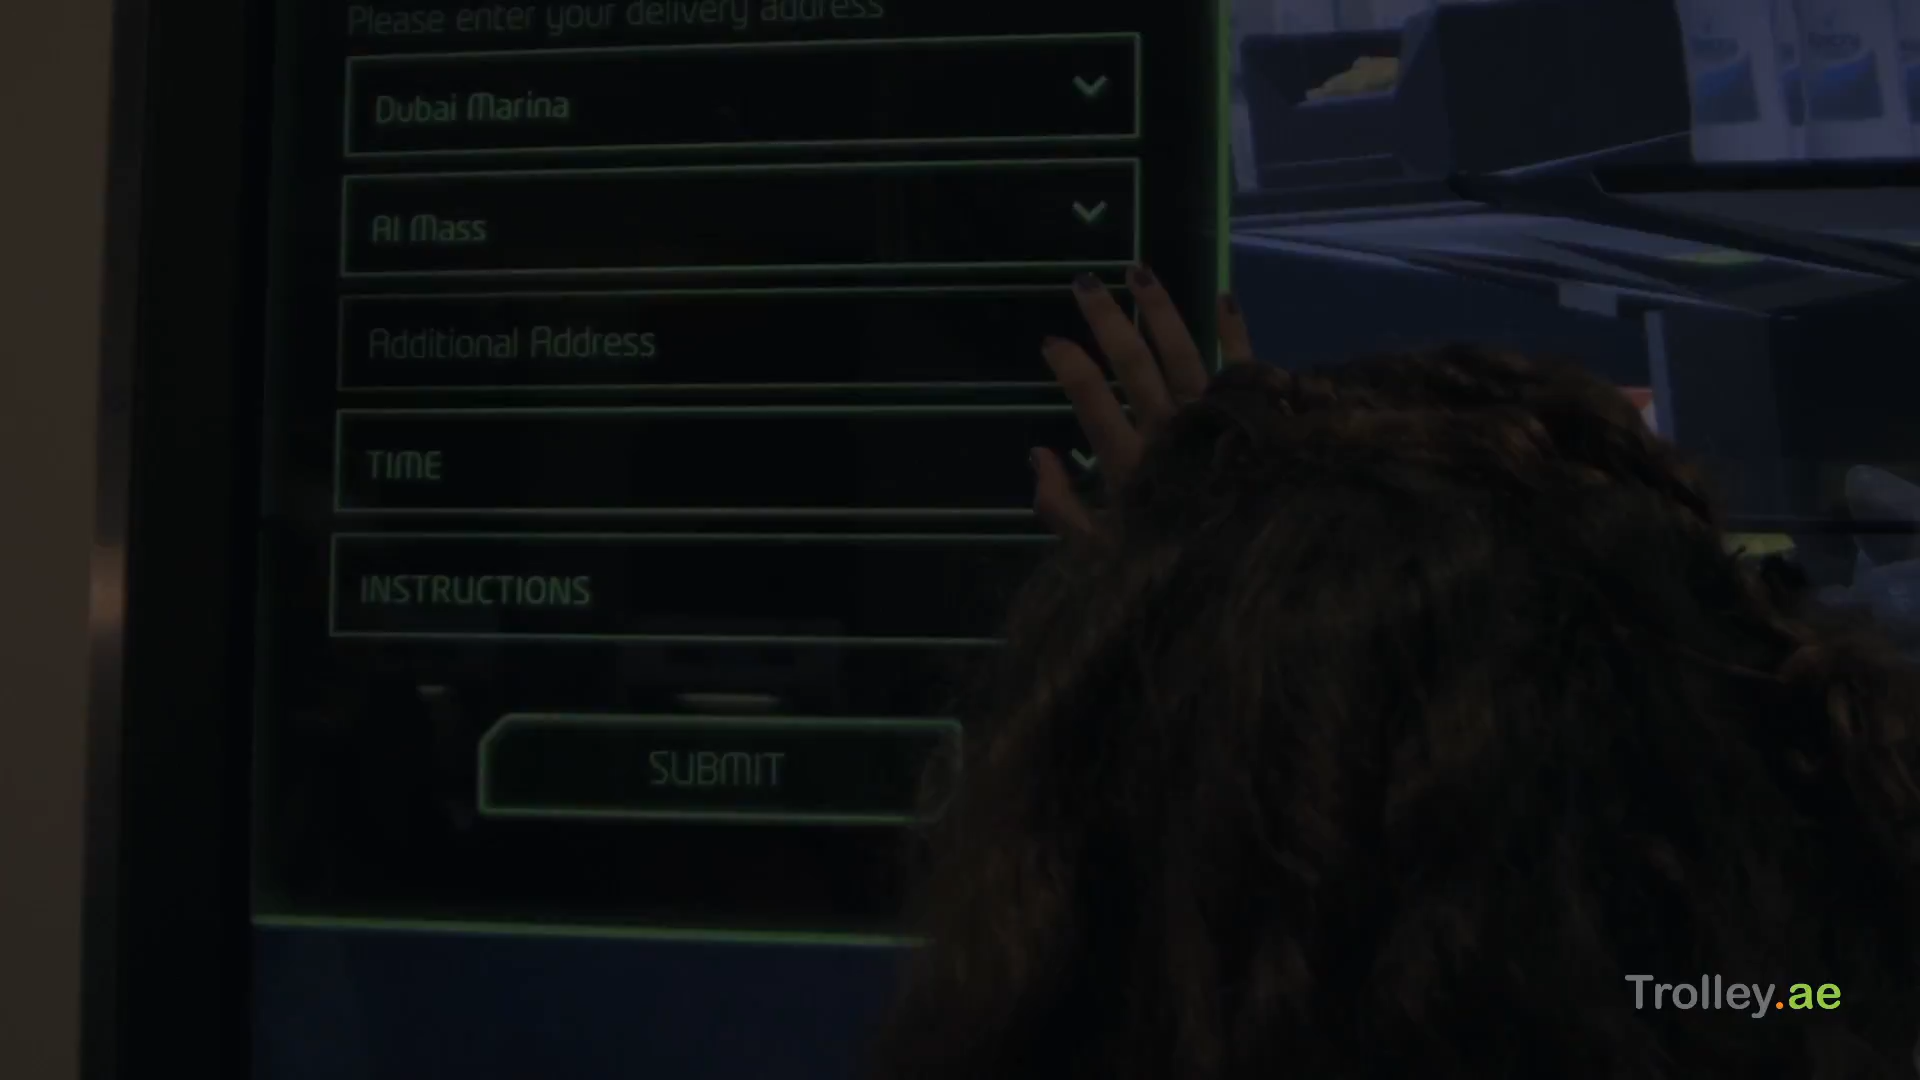 Please enter your delivery address
Dubai Marina
Al Mass
Additional Address
TIME
INSTRUCTIONS
SUBMIT
Trolley.ae